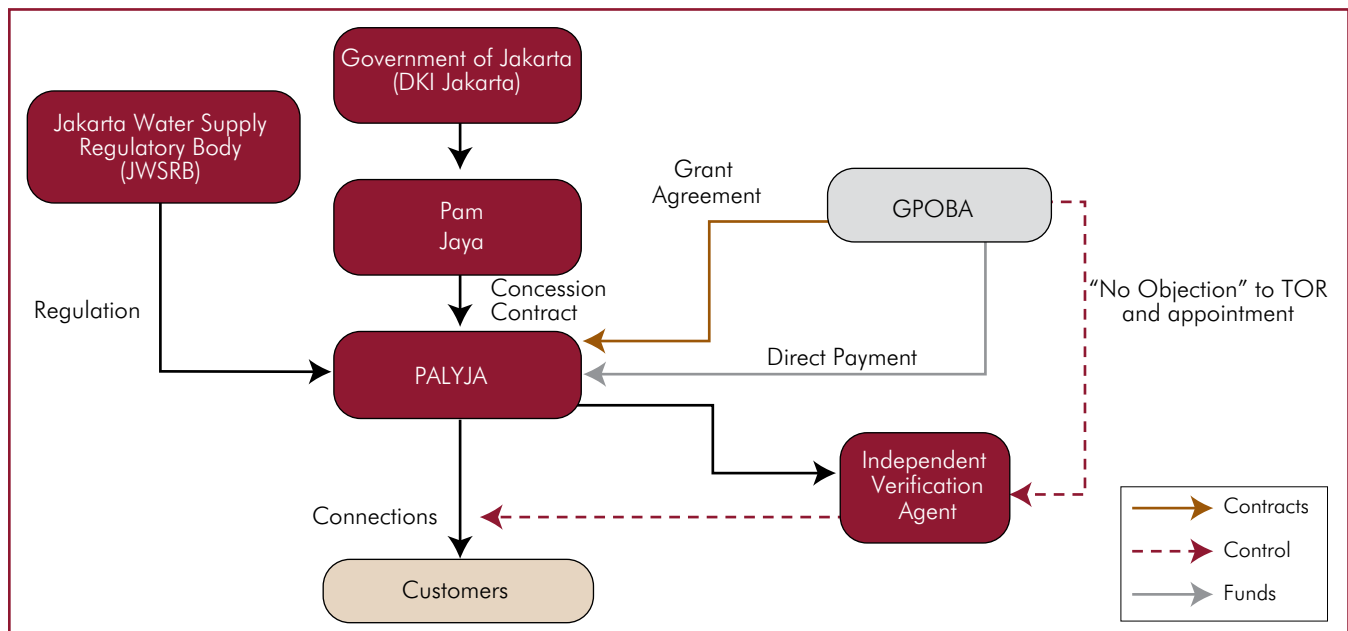 Government of Jakarta
(DKI Jakarta)
Jakarta Water Supply
Regulatory Body
(JWSRB)
Grant
Agreement
GPOBA
Pam
Jaya
Regulation
Concession
Contract
"No Objection" to TOR
and appointment
PALYJA
Direct Payment
Independent
Verification
Agent
Connections
Customers
Contracts
Control
Funds